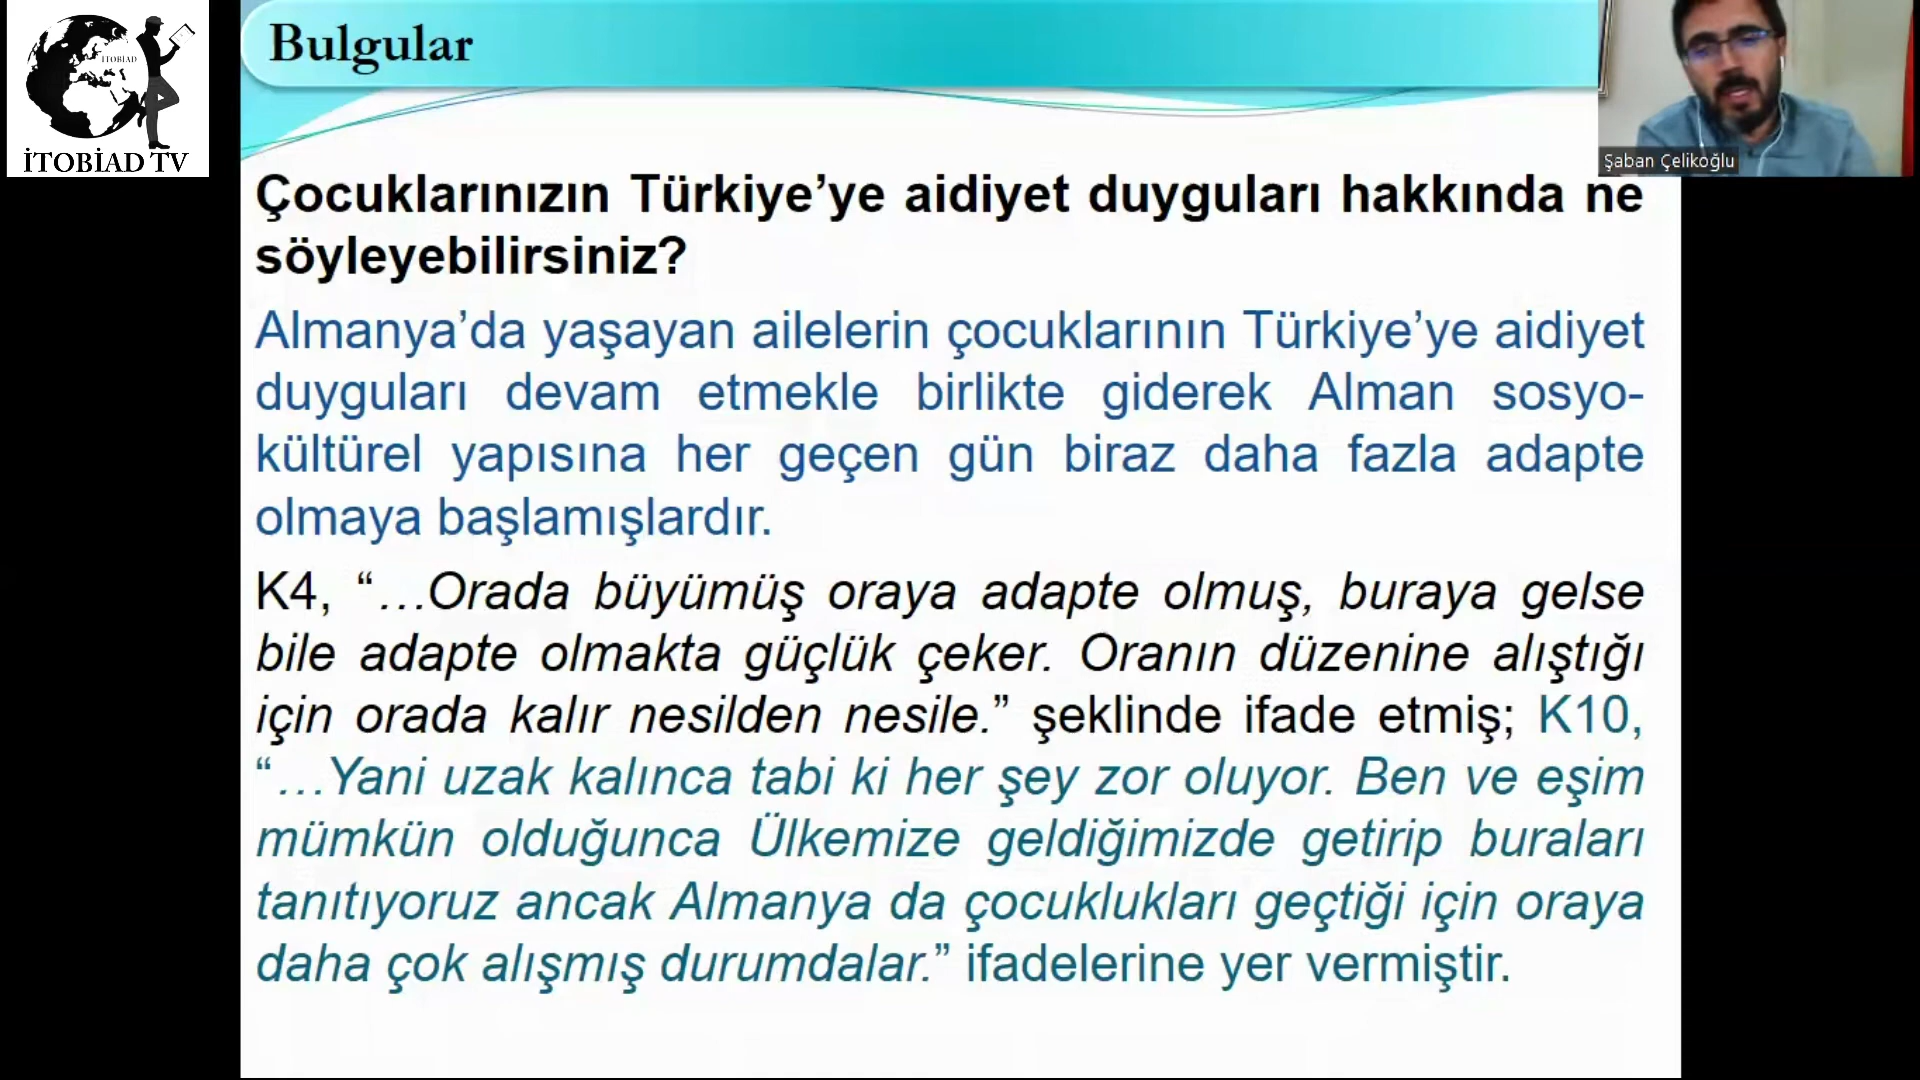 İTOBİAD
İTOBİAD TV
Bulgular
Şaban Çelikoğlu
Çocuklarınızın Türkiye’ye aidiyet duyguları hakkında ne
söyleyebilirsiniz?
Almanya’da yaşayan ailelerin çocuklarının Türkiye’ye aidiyet
duyguları devam etmekle birlikte giderek Alman sosyo-
kültürel yapısına her geçen gün biraz daha fazla adapte
olmaya başlamışlardır.
K4, “…Orada büyümüş oraya adapte olmuş, buraya gelse
bile adapte olmakta güçlük çeker. Oranın düzenine alıştığı
için orada kalır nesilden nesile.” şeklinde ifade etmiş; K10,
“…Yani uzak kalınca tabi ki her şey zor oluyor. Ben ve eşim
mümkün olduğunca Ülkemize geldiğimizde getirip buraları
tanıtıyoruz ancak Almanya da çocuklukları geçtiği için oraya
daha çok alışmış durumdalar.” ifadelerine yer vermiştir.